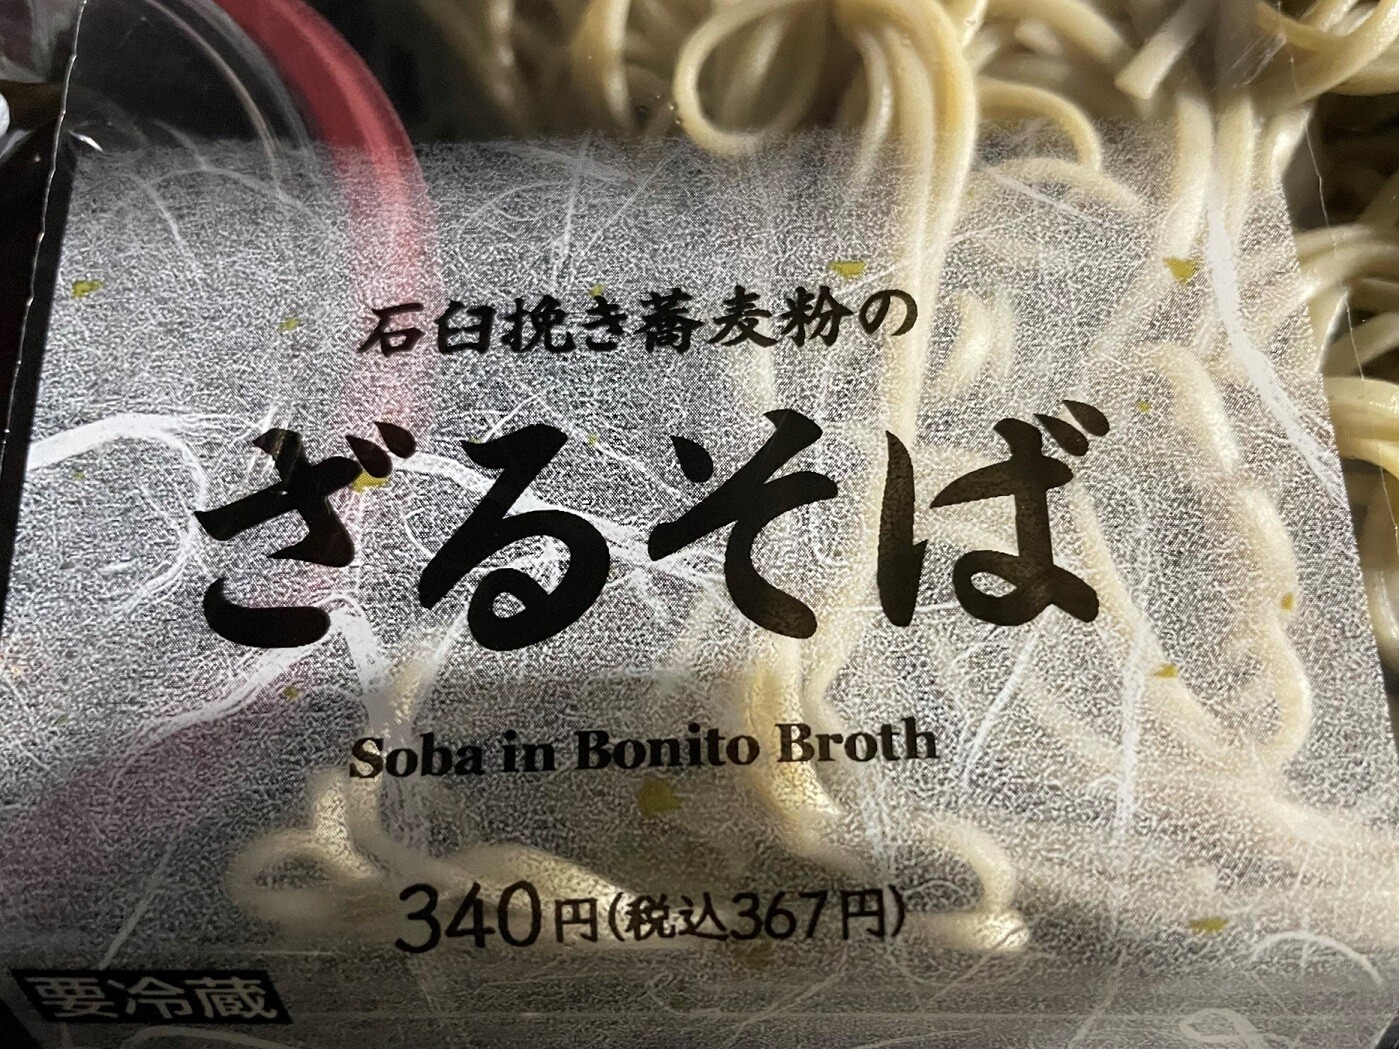 石臼挽き蕎麦粉の
ざるそば
Soba in Bonito Broth
340円(税込367円)
要冷蔵